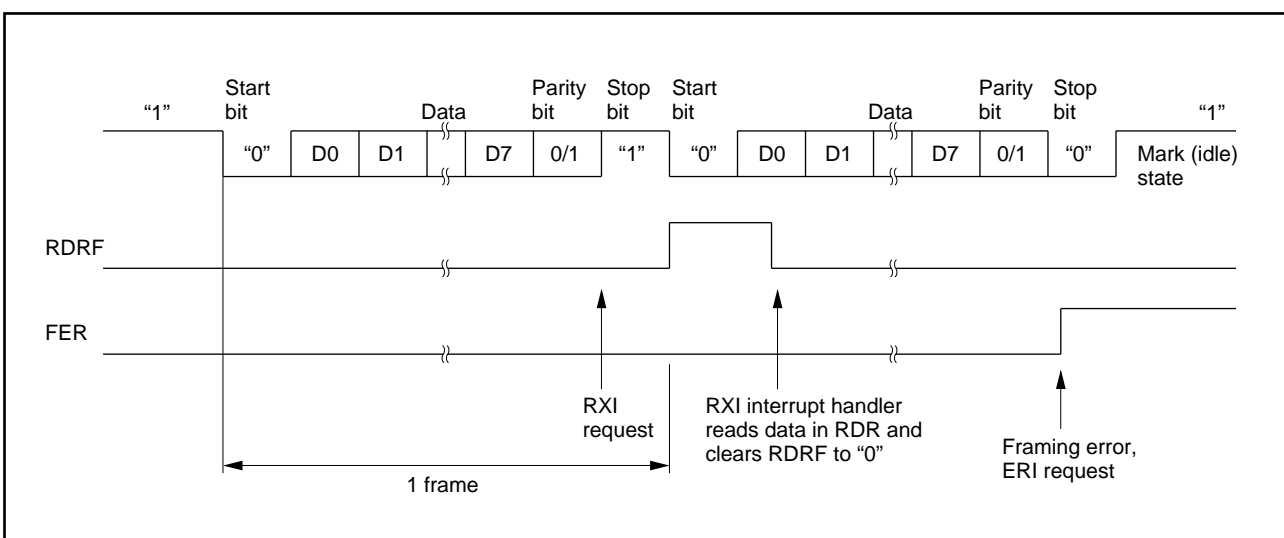 Start Parity Stop Start Parity Stop
“1” bit Data bit bit bit Data bit bit “1”
“0” D0 D1 D7 0/1 “1” “0” D0 D1 D7 0/1 “0” Mark (idle)
state
RDRF
FER
RXI
request
RXI interrupt handler
reads data in RDR and
clears RDRF to “0”
Framing error,
ERI request
1 frame